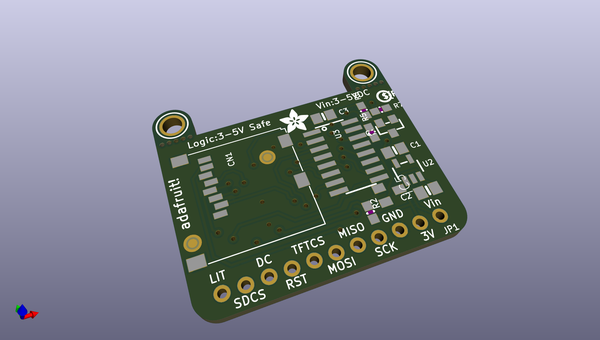 Logic:3-5V Safe
Vin:3-5VDC
C3
U3
CN1
C1
U2
C2
R2
adafruit!
LIT
SDCS
DC
RST
TFTCS
MOSI
MISO
SCK
GND
3V
Vin
JP1